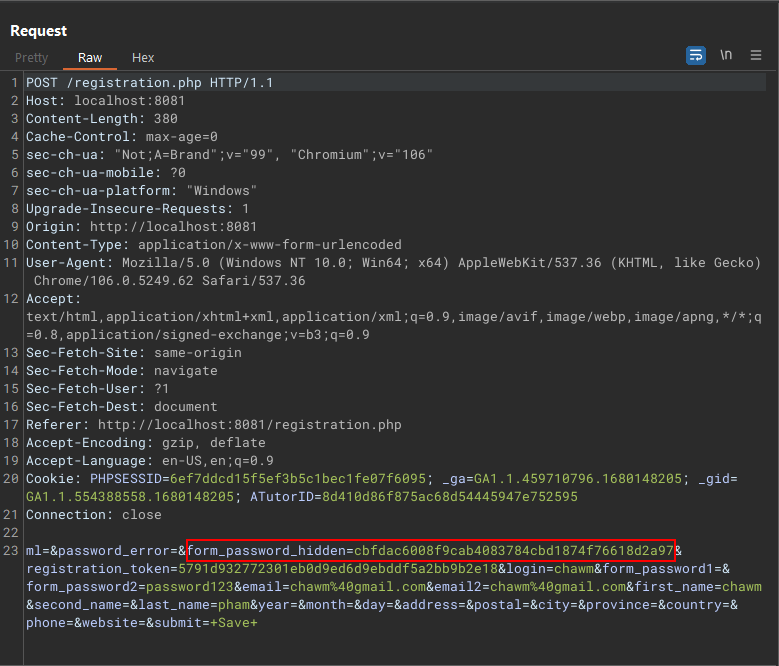 Request
Pretty Raw Hex \n
1 POST /registration.php HTTP/1.1
2 Host: localhost:8081
3 Content-Length: 380
4 Cache-Control: max-age=0
5 sec-ch-ua: "Not;A=Brand";v="99", "Chromium";v="106"
6 sec-ch-ua-mobile: ?0
7 sec-ch-ua-platform: "Windows"
8 Upgrade-Insecure-Requests: 1
9 Origin: http://localhost:8081
10 Content-Type: application/x-www-form-urlencoded
11 User-Agent: Mozilla/5.0 (Windows NT 10.0; Win64; x64) AppleWebKit/537.36 (KHTML, like Gecko)
Chrome/106.0.5249.62 Safari/537.36
12 Accept:
text/html,application/xhtml+xml,application/xml;q=0.9,image/avif,image/webp,image/apng,*/*;q
=0.8,application/signed-exchange;v=b3;q=0.9
13 Sec-Fetch-Site: same-origin
14 Sec-Fetch-Mode: navigate
15 Sec-Fetch-User: ?1
16 Sec-Fetch-Dest: document
17 Referer: http://localhost:8081/registration.php
18 Accept-Encoding: gzip, deflate
19 Accept-Language: en-US,en;q=0.9
20 Cookie: PHPSESSID=6ef7ddcd15f5ef3b5c1bec1fe07f6095; _ga=GA1.1.459710796.1680148205; _gid=
GA1.1.554388558.1680148205; ATutorID=8d410d86f875ac68d54445947e752595
21 Connection: close
22
23 ml=&password_error=&form_password_hidden=cbfdac6008f9cab4083784cbd1874f76618d2a97&
registration_token=5791d932772301eb0d9ed6d9ebddf5a2bb9b2e18&login=chawm&form_password1=&
form_password2=password123&email=chawm%40gmail.com&email2=chawm%40gmail.com&first_name=chawm
&second_name=&last_name=pham&year=&month=&day=&address=&postal=&city=&province=&country=&
phone=&website=&submit=+Save+